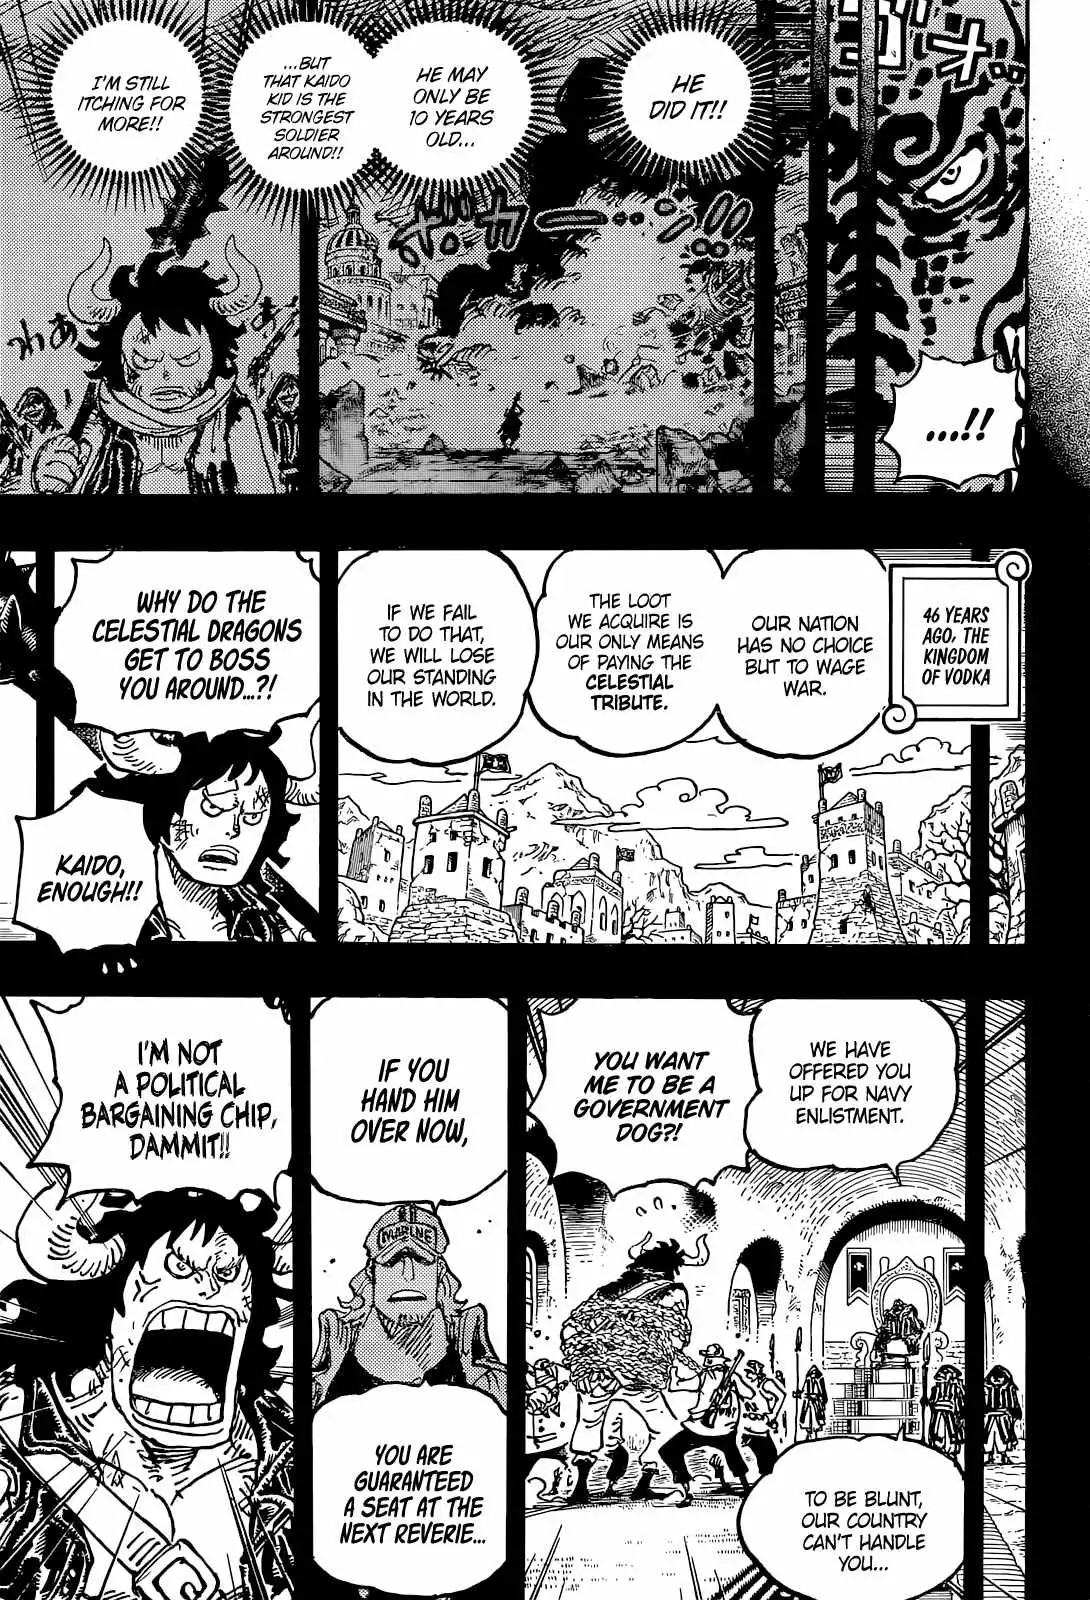 HE
DID IT!!
HE MAY
ONLY BE
10 YEARS
OLD...
...BUT
THAT KAIDO
KID IS THE
STRONGEST
SOLDIER
AROUND!!
I'M STILL
ITCHING FOR
MORE!!
わあ
あ
...!!
46 YEARS
AGO, THE
KINGDOM
OF VODKA
OUR NATION
HAS NO CHOICE
BUT TO WAGE
WAR.
THE LOOT
WE ACQUIRE IS
OUR ONLY MEANS
OF PAYING THE
CELESTIAL
TRIBUTE.
IF WE FAIL
TO DO THAT,
WE WILL LOSE
OUR STANDING
IN THE WORLD.
WHY DO THE
CELESTIAL DRAGONS
GET TO BOSS
YOU AROUND...?!
KAIDO,
ENOUGH!!
WE HAVE
OFFERED YOU
UP FOR NAVY
ENLISTMENT.
YOU WANT
ME TO BE A
GOVERNMENT
DOG?!
TO BE BLUNT,
OUR COUNTRY
CAN'T HANDLE
YOU...
IF YOU
HAND HIM
OVER NOW,
MARINE
YOU ARE
GUARANTEED
A SEAT AT THE
NEXT REVERIE...
I'M NOT
A POLITICAL
BARGAINING CHIP,
DAMMIT!!